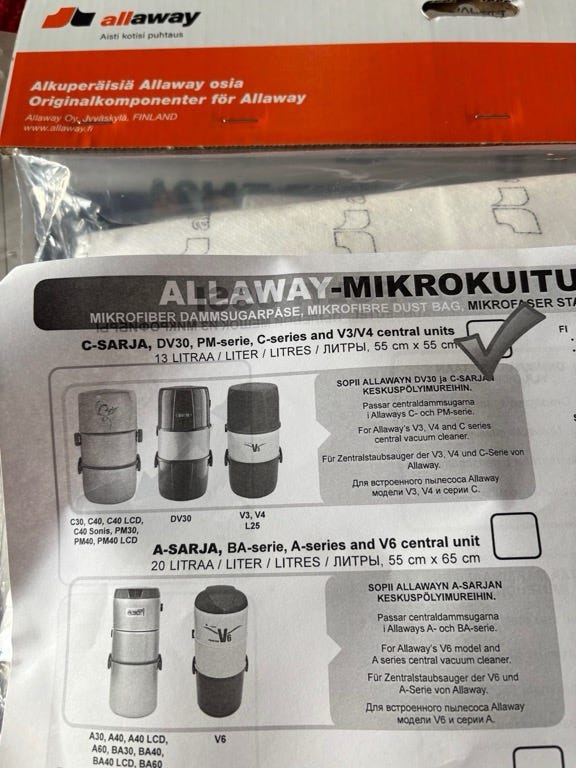 allaway
Aisti kotisi puhtaus
Alkuperäisiä Allaway osia
Originalkomponenter för Allaway
Allaway Oy, Jyväskylä, FINLAND
www.allaway.fi
ALLAWAY-MIKROKUITU
MIKROFIBER DAMMSUGARPÅSE, MICROFIBRE DUST BAG, MIKROFASER STA
C-SARJA, DV30, PM-serie, C-series and V3/V4 central units
13 LITRAA / LITER / LITRES / ЛИТРЫ, 55 cm x 55 cm
FI
SOPII ALLAWAYN DV30 ja C-SARJAN
KESKUSPÖLYIMUREIHIN.
Passar centraldammsugarna
i Allaways C- och PM-serie.
For Allaway's V3, V4 and C series
central vacuum cleaner.
Für Zentralstaubsauger der V3, V4 und C-Serie von
Allaway.
Для встроенного пылесоса Allaway
модели V3, V4 и серии C.
C30, C40, C40 LCD,
C40 Sonis, PM30,
PM40, PM40 LCD
DV30
V3, V4
L25
A-SARJA, BA-serie, A-series and V6 central unit
20 LITRAA / LITER / LITRES / ЛИТРЫ, 55 cm x 65 cm
SOPII ALLAWAYN A-SARJAN
KESKUSPÖLYIMUREIHIN.
Passar centraldammsugarna
i Allaways A- och BA-serie.
For Allaway's V6 model and
A series central vacuum cleaner.
Für Zentralstaubsauger der V6 und
A-Serie von Allaway.
Для встроенного пылесоса Allaway
модели V6 и серии A.
V6
A30, A40, A40 LCD,
A60, BA30, BA40,
BA40 LCD, BA60
V6